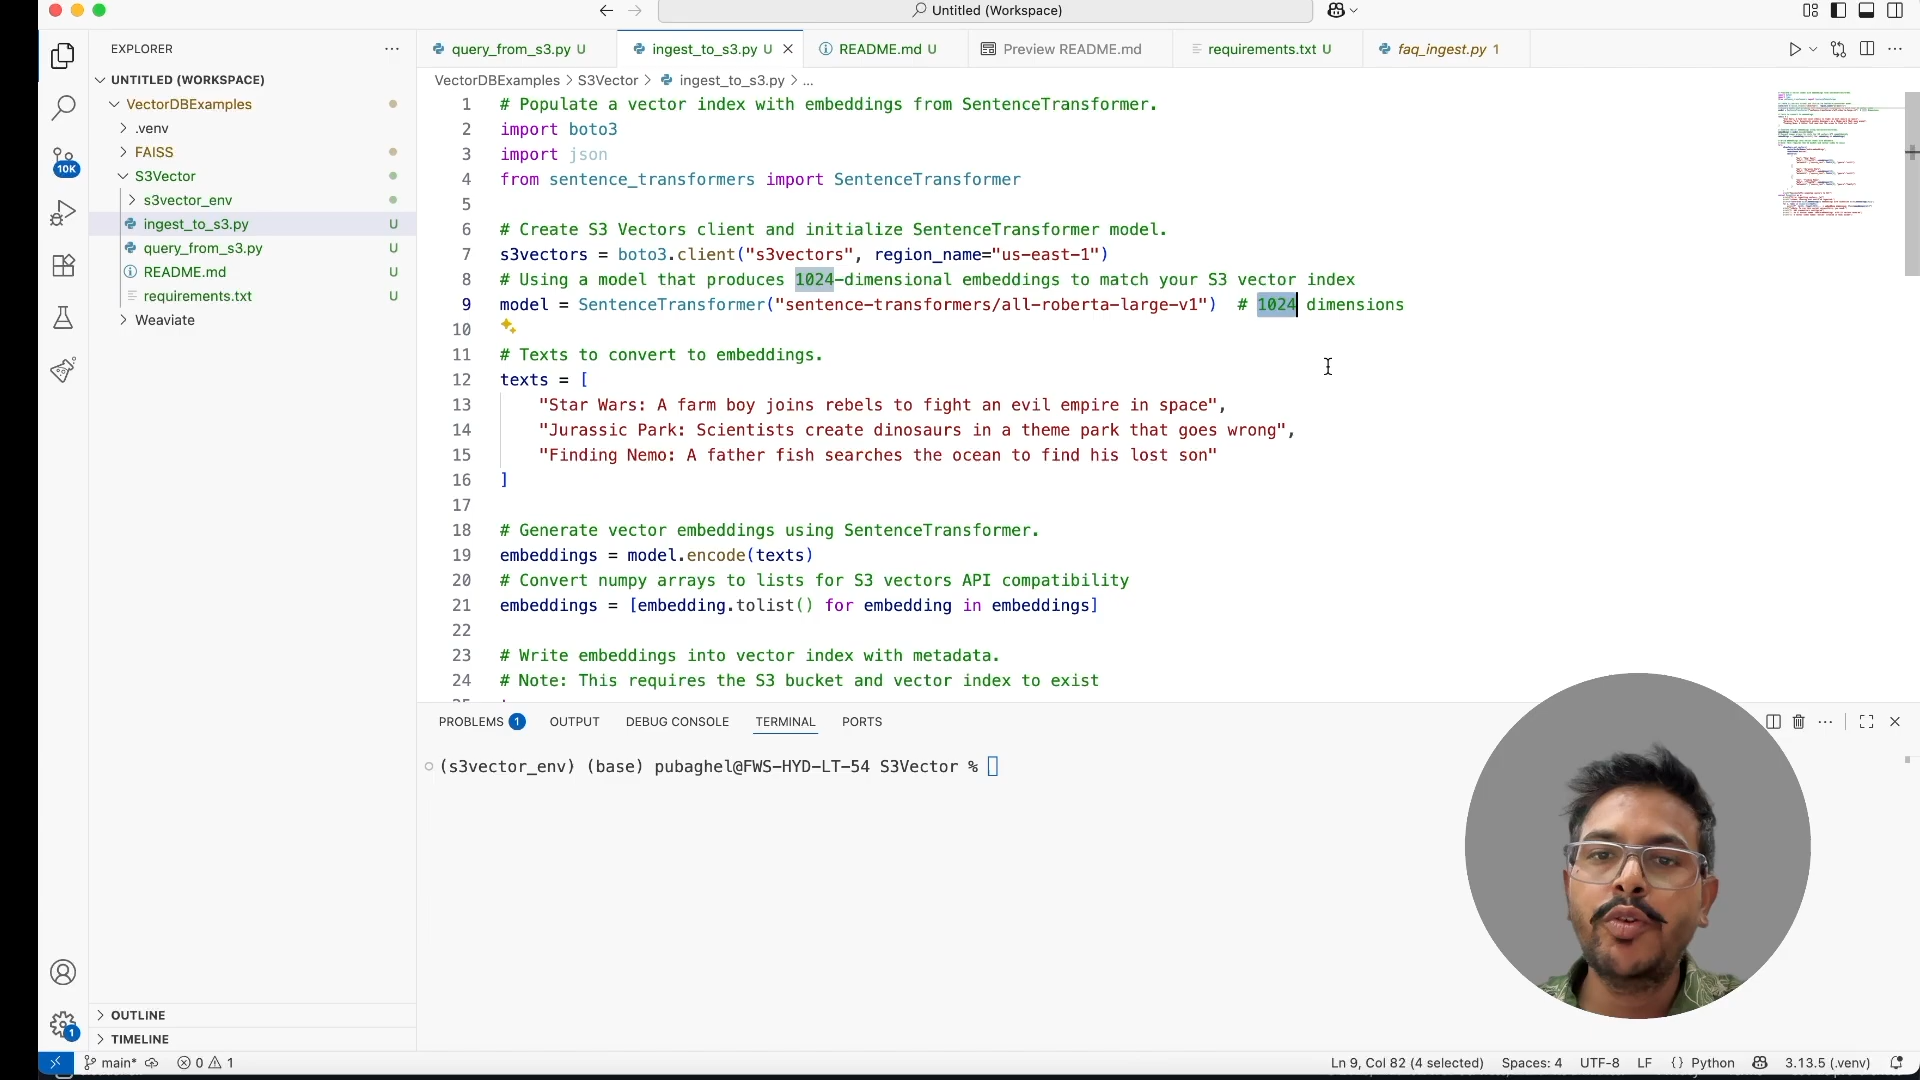 Untitled (Workspace)
EXPLORER
query_from_s3.py U
ingest_to_s3.py U
README.md U
Preview README.md
requirements.txt U
faq_ingest.py 1
UNTITLED (WORKSPACE)
VectorDBExamples
.venv
FAISS
S3Vector
s3vector_env
ingest_to_s3.py U
query_from_s3.py U
README.md U
requirements.txt U
Weaviate
10K
VectorDBExamples > S3Vector > ingest_to_s3.py > ...
1 # Populate a vector index with embeddings from SentenceTransformer.
2 import boto3
3 import json
4 from sentence_transformers import SentenceTransformer
5
6 # Create S3 Vectors client and initialize SentenceTransformer model.
7 s3vectors = boto3.client("s3vectors", region_name="us-east-1")
8 # Using a model that produces 1024-dimensional embeddings to match your S3 vector index
9 model = SentenceTransformer("sentence-transformers/all-roberta-large-v1") # 1024 dimensions
10
11 # Texts to convert to embeddings.
12 texts = [
13 "Star Wars: A farm boy joins rebels to fight an evil empire in space",
14 "Jurassic Park: Scientists create dinosaurs in a theme park that goes wrong",
15 "Finding Nemo: A father fish searches the ocean to find his lost son"
16 ]
17
18 # Generate vector embeddings using SentenceTransformer.
19 embeddings = model.encode(texts)
20 # Convert numpy arrays to lists for S3 vectors API compatibility
21 embeddings = [embedding.tolist() for embedding in embeddings]
22
23 # Write embeddings into vector index with metadata.
24 # Note: This requires the S3 bucket and vector index to exist
PROBLEMS 1 OUTPUT DEBUG CONSOLE TERMINAL PORTS
(s3vector_env) (base) pubaghel@FWS-HYD-LT-54 S3Vector %
OUTLINE
TIMELINE
1
main* 0 1
Ln 9, Col 82 (4 selected) Spaces: 4 UTF-8 LF {} Python 3.13.5 (.venv)